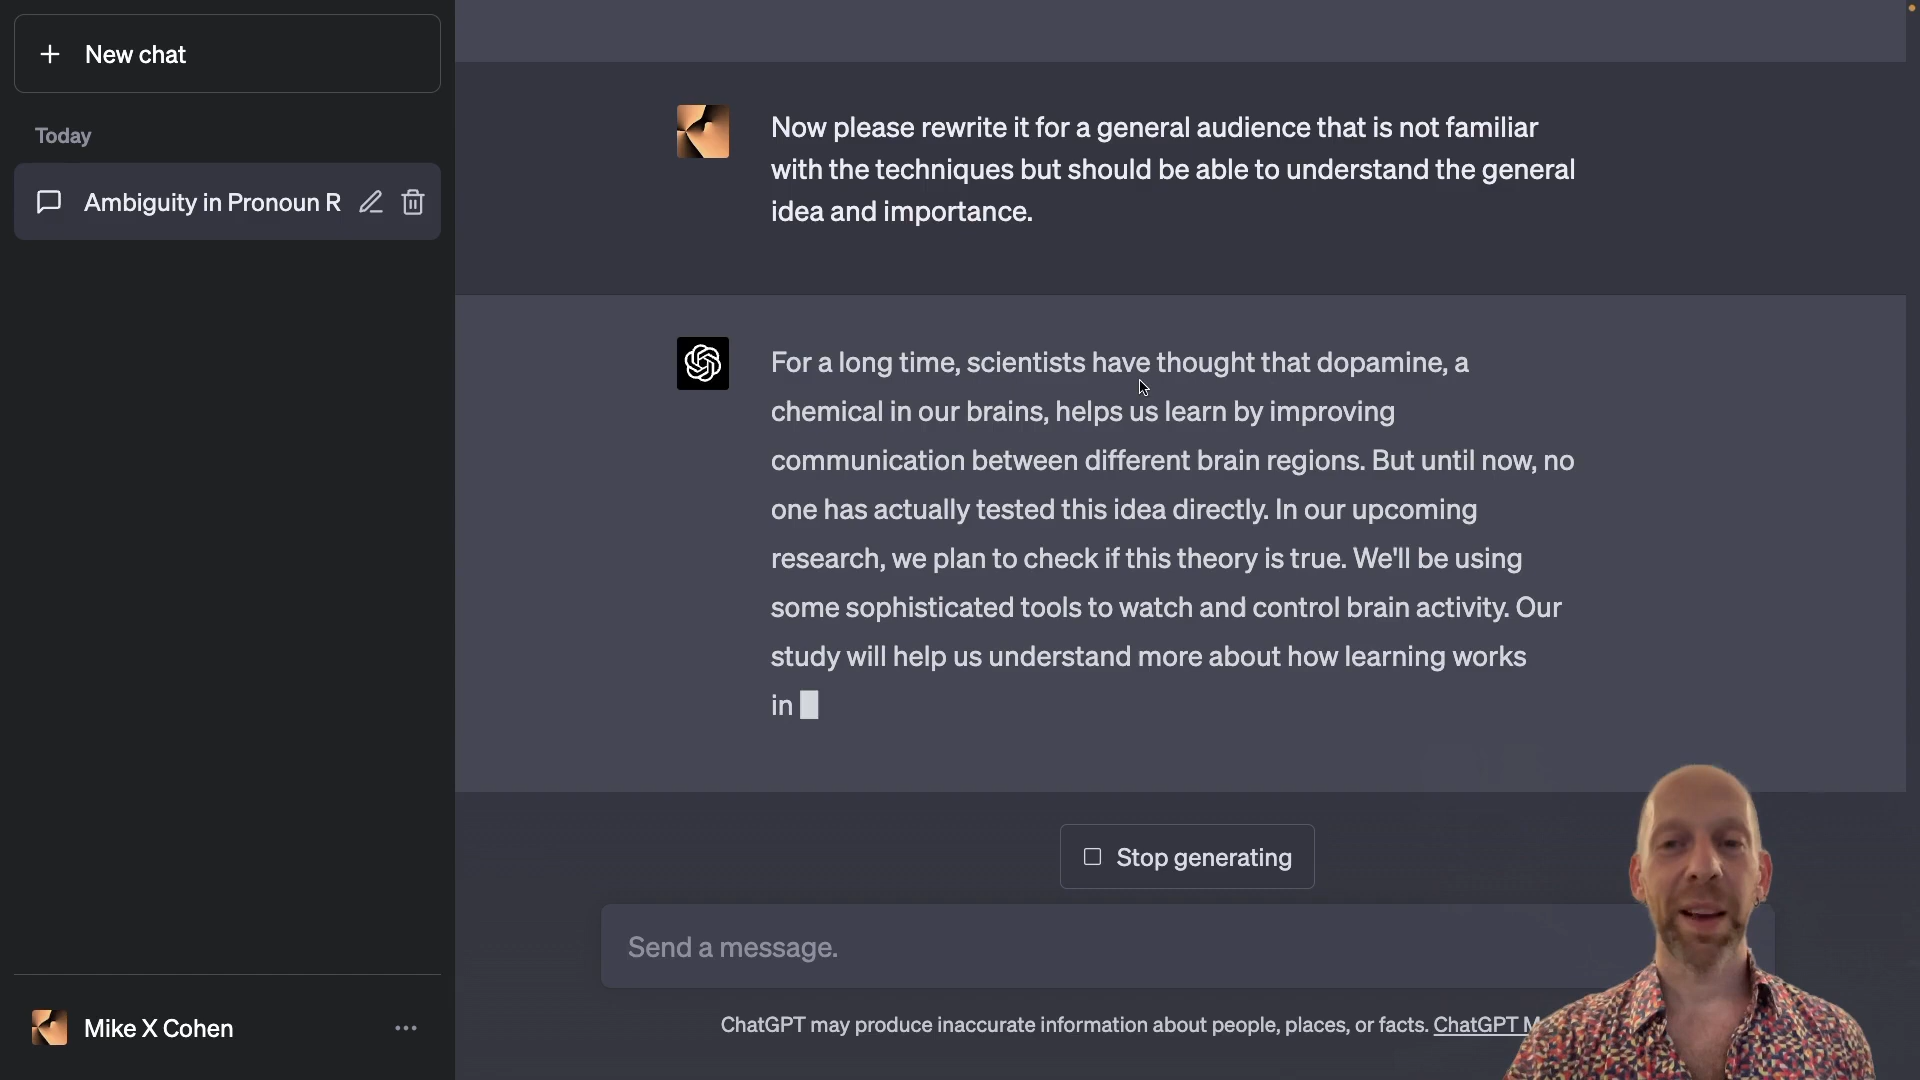 New chat
Today
Ambiguity in Pronoun R
Mike X Cohen
Now please rewrite it for a general audience that is not familiar
with the techniques but should be able to understand the general
idea and importance.
For a long time, scientists have thought that dopamine, a
chemical in our brains, helps us learn by improving
communication between different brain regions. But until now, no
one has actually tested this idea directly. In our upcoming
research, we plan to check if this theory is true. We'll be using
some sophisticated tools to watch and control brain activity. Our
study will help us understand more about how learning works
in
Stop generating
Send a message.
ChatGPT may produce inaccurate information about people, places, or facts. ChatGPT M